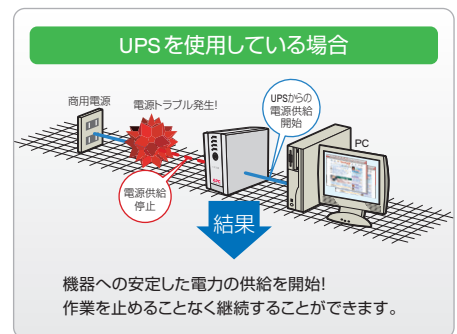 UPSを使用している場合
商用電源
電源トラブル発生!
UPSからの
電源供給
開始
PC
電源供給
停止
APC
結果
機器への安定した電力の供給を開始!
作業を止めることなく継続することができます。